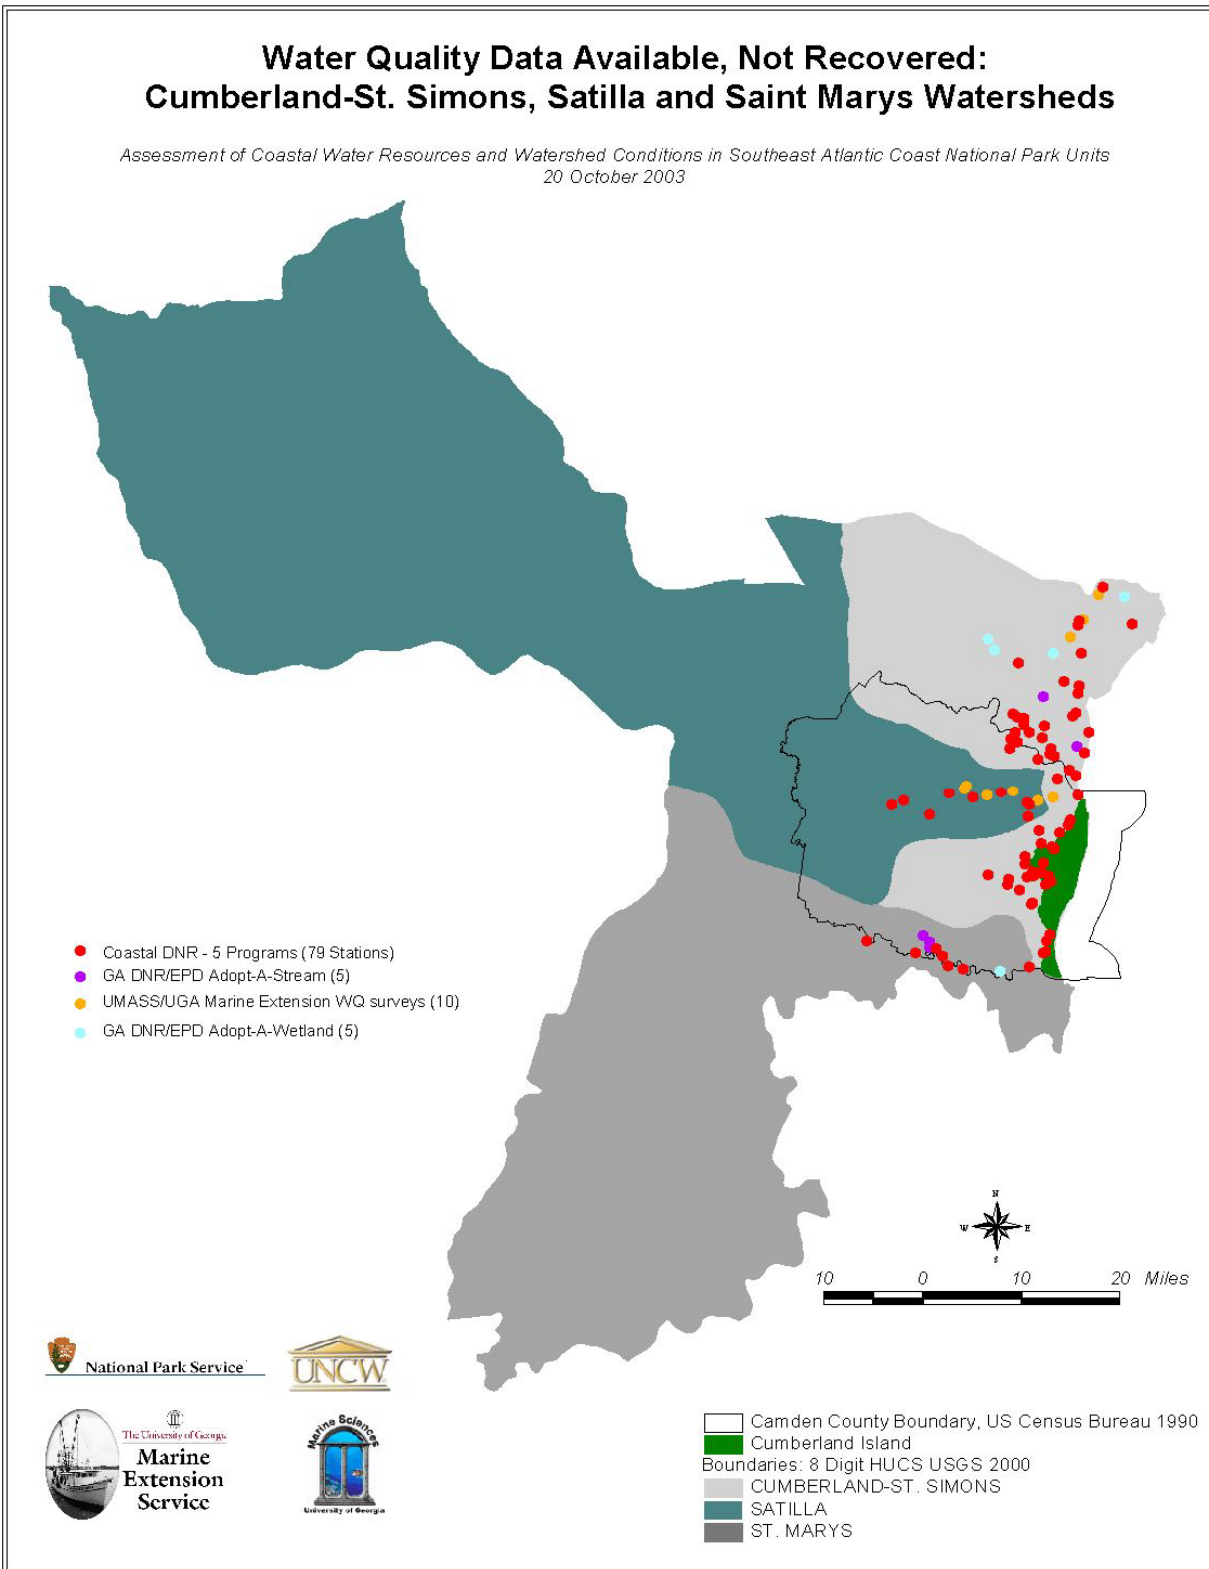 Water Quality Data Available, Not Recovered:
Cumberland-St. Simons, Satilla and Saint Marys Watersheds
Assessment of Coastal Water Resources and Watershed Conditions in Southeast Atlantic Coast National Park Units
20 October 2003
Coastal DNR - 5 Programs (79 Stations)
GA DNR/EPD Adopt-A-Stream (5)
UMASS/UGA Marine Extension WQ surveys (10)
GA DNR/EPD Adopt-A-Wetland (5)
N
W E
S
10 0 10 20 Miles
National Park Service
UNCW
The University of Georgia
Marine
Extension
Service
Marine Sciences
University of Georgia
Camden County Boundary, US Census Bureau 1990
Cumberland Island
Boundaries: 8 Digit HUCS USGS 2000
CUMBERLAND-ST. SIMONS
SATILLA
ST. MARYS